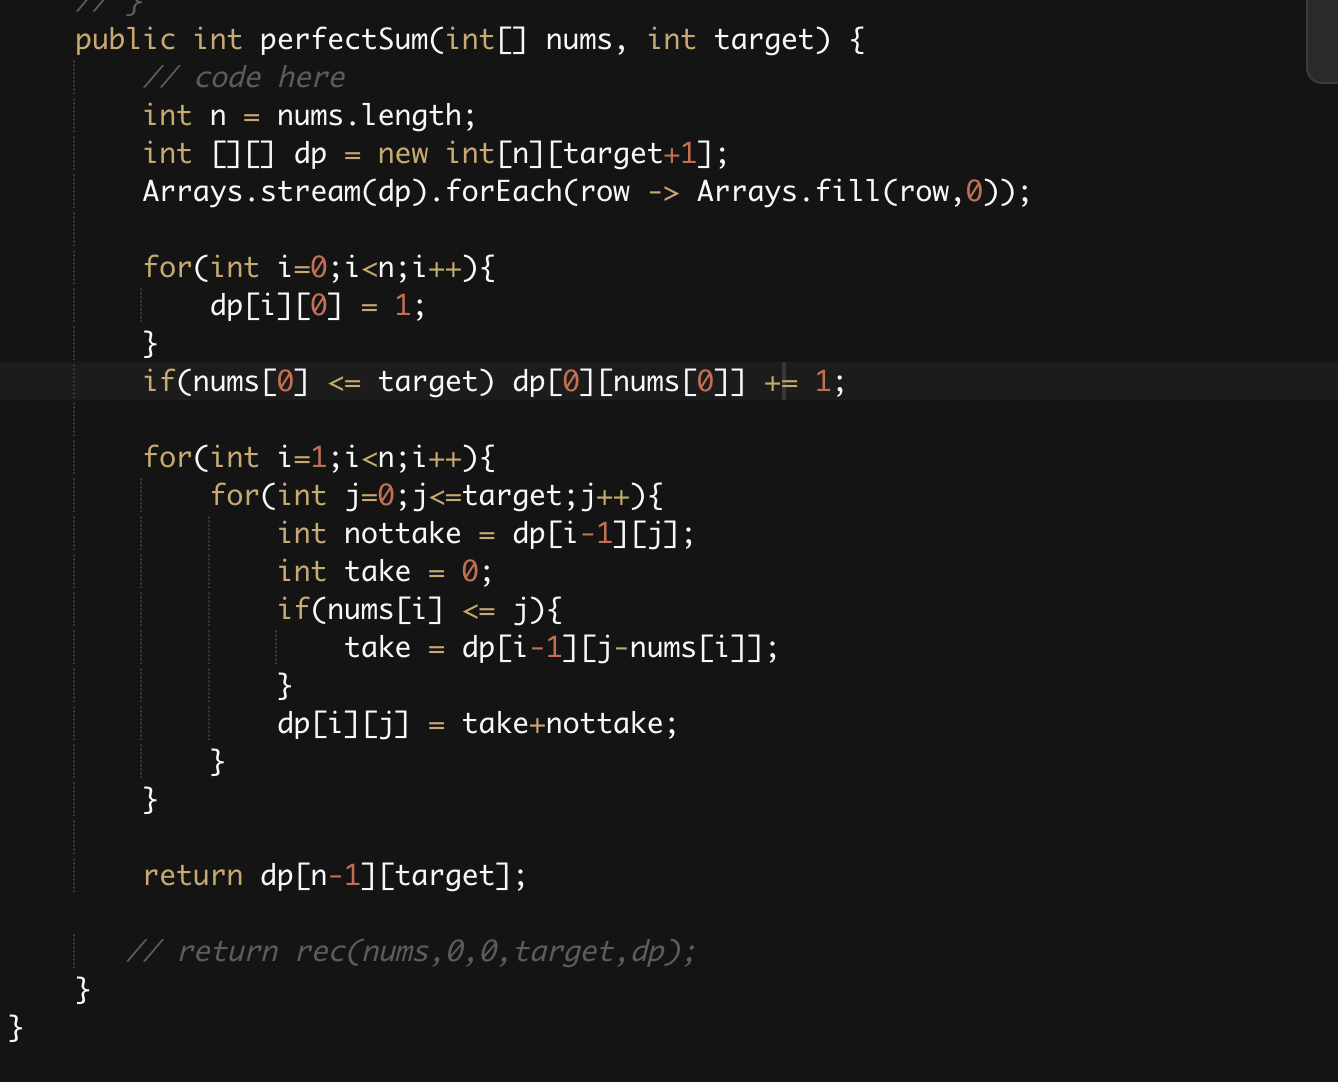 // }
public int perfectSum(int[] nums, int target) {
// code here
int n = nums.length;
int [][] dp = new int[n][target+1];
Arrays.stream(dp).forEach(row -> Arrays.fill(row,0));
for(int i=0;i<n;i++){
dp[i][0] = 1;
}
if(nums[0] <= target) dp[0][nums[0]] += 1;
for(int i=1;i<n;i++){
for(int j=0;j<=target;j++){
int nottake = dp[i-1][j];
int take = 0;
if(nums[i] <= j){
take = dp[i-1][j-nums[i]];
}
dp[i][j] = take+nottake;
}
}
return dp[n-1][target];
// return rec(nums,0,0,target,dp);
}
}